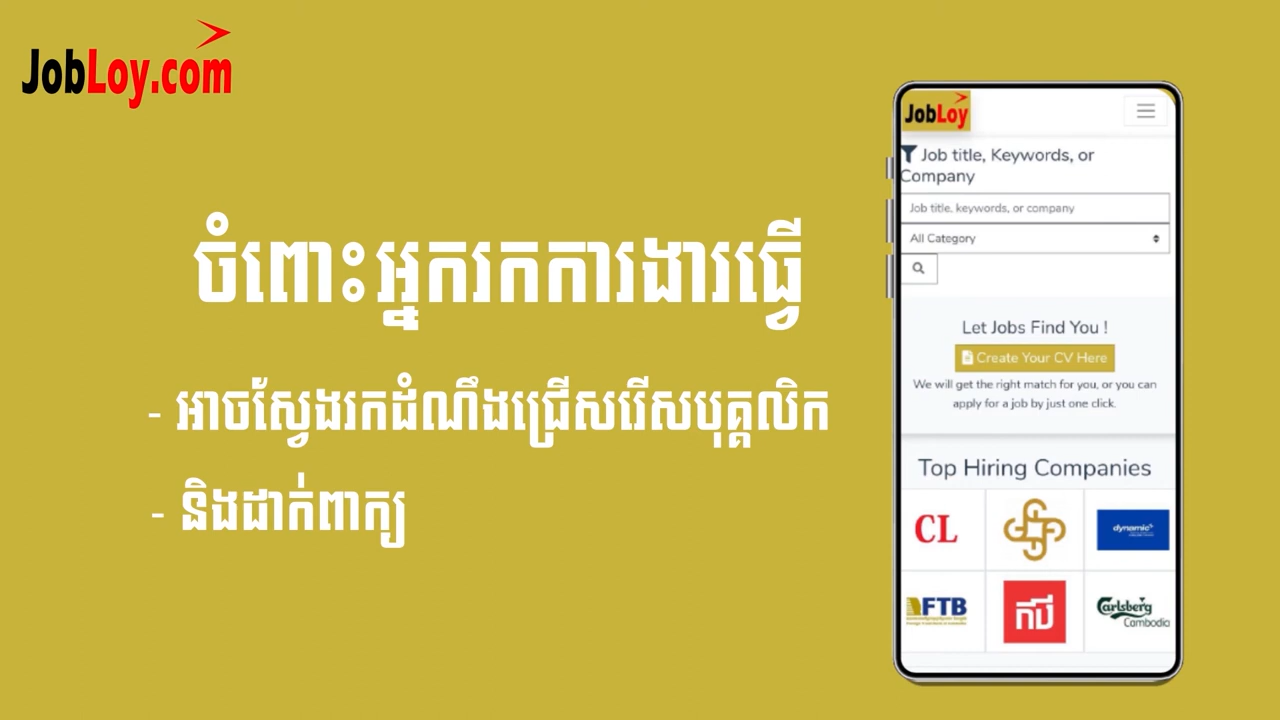 JobLoy.com
ចំពោះអ្នករកការងារធ្វើ
- អាចស្វែងរកដំណឹងជ្រើសរើសបុគ្គលិក
- និងដាក់ពាក្យ
JobLoy
Job title, Keywords, or
Company
Job title, keywords, or company
All Category
Let Jobs Find You !
Create Your CV Here
We will get the right match for you, or you can
apply for a job by just one click.
Top Hiring Companies
CL
dynamic
FTB
កបី
Carlsberg
Cambodia